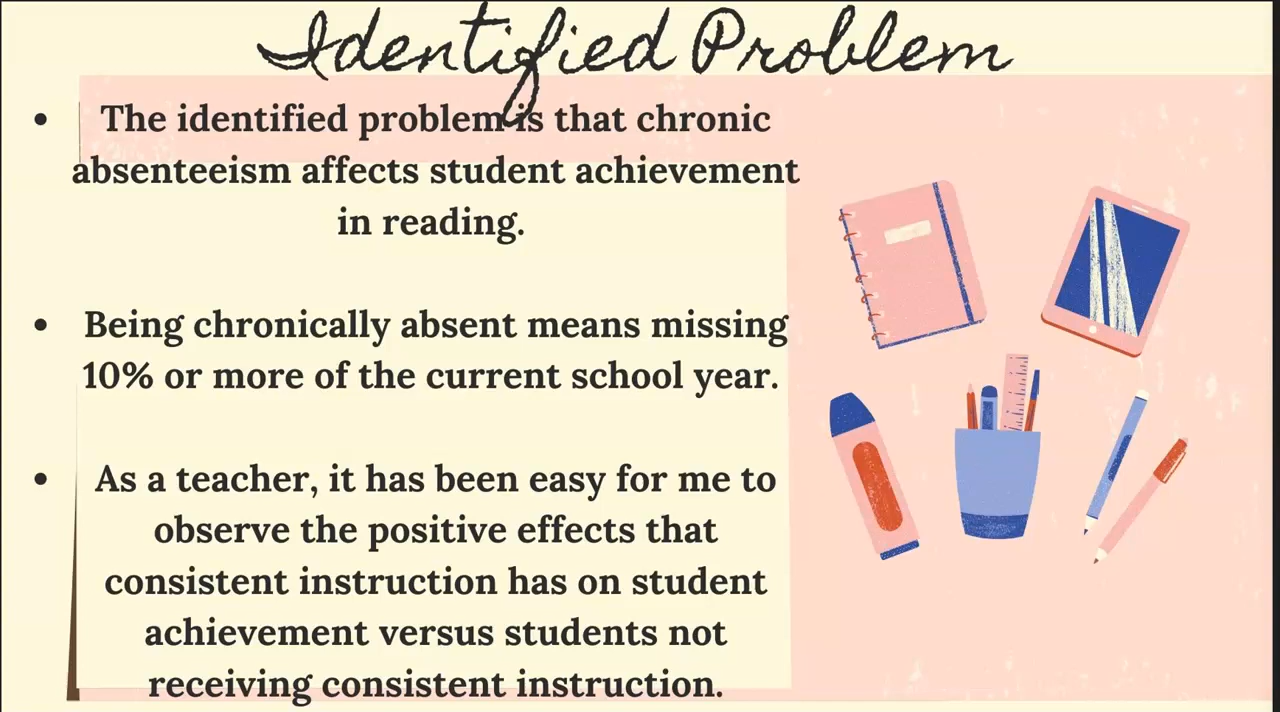 Identified Problem
• The identified problem is that chronic
absenteeism affects student achievement
in reading.
• Being chronically absent means missing
10% or more of the current school year.
• As a teacher, it has been easy for me to
observe the positive effects that
consistent instruction has on student
achievement versus students not
receiving consistent instruction.